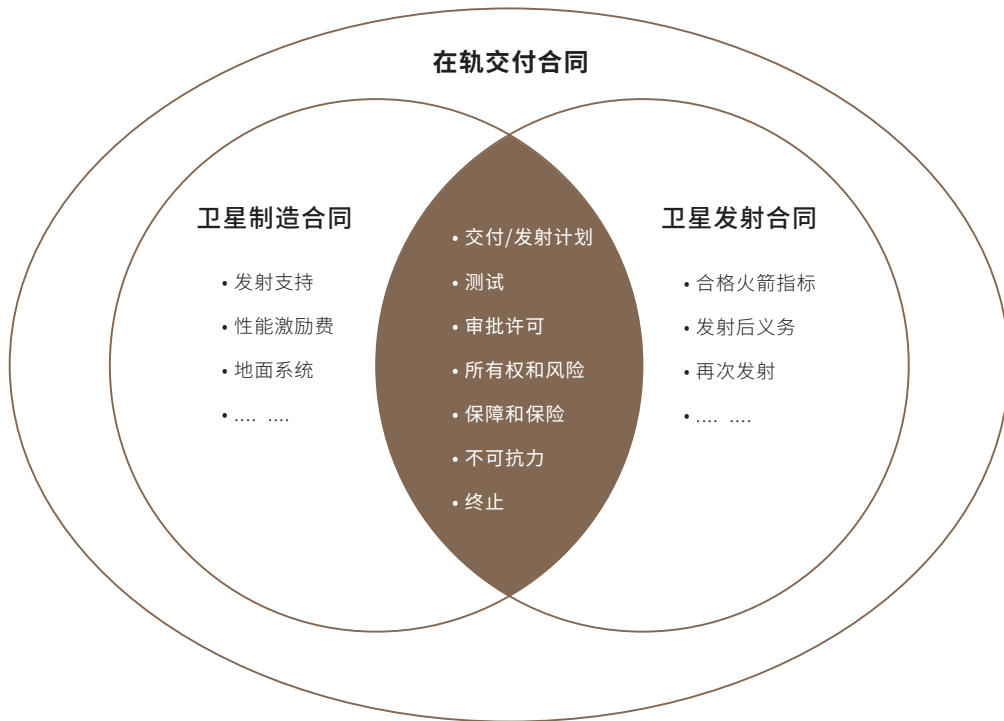 在轨交付合同
卫星制造合同
• 发射支持
• 性能激励费
• 地面系统
• .... ....
• 交付/发射计划
• 测试
• 审批许可
• 所有权和风险
• 保障和保险
• 不可抗力
• 终止
卫星发射合同
• 合格火箭指标
• 发射后义务
• 再次发射
• .... ....